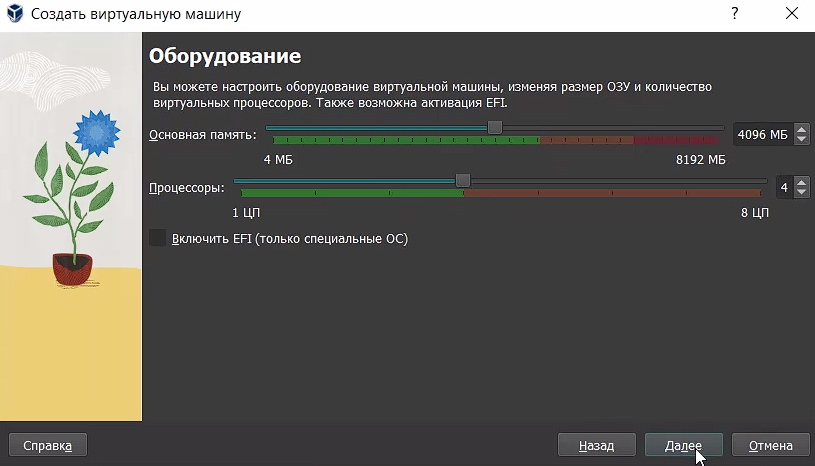 Создать виртуальную машину
?
Оборудование
Вы можете настроить оборудование виртуальной машины, изменяя размер ОЗУ и количество
виртуальных процессоров. Также возможна активация EFI.
Основная память: 4096 МБ
4 МБ 8192 МБ
Процессоры: 4
1 ЦП 8 ЦП
Включить EFI (только специальные ОС)
Справка Назад Далее Отмена